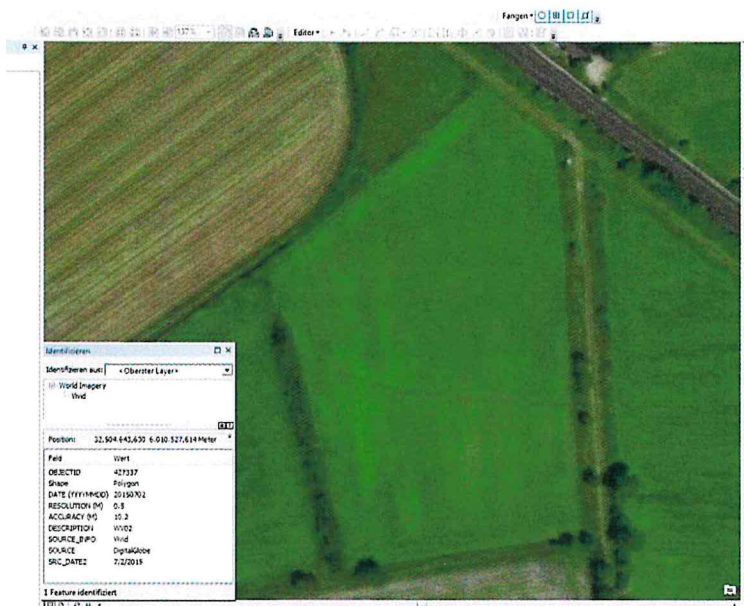 Fangen
137%
Editor
Identifizieren
Identifizieren aus: <Oberster Layer>
World Imagery
Vivid
Position: 32.504.643,630 6.010.527,614 Meter
Feld Wert
OBJECTID 427337
Shape Polygon
DATE (YYYYMMDD) 20150702
RESOLUTION (M) 0.5
ACCURACY (M) 10.2
DESCRIPTION WV02
SOURCE_INFO Vivid
SOURCE DigitalGlobe
SRC_DATE2 7/2/2015
1 Feature identifiziert